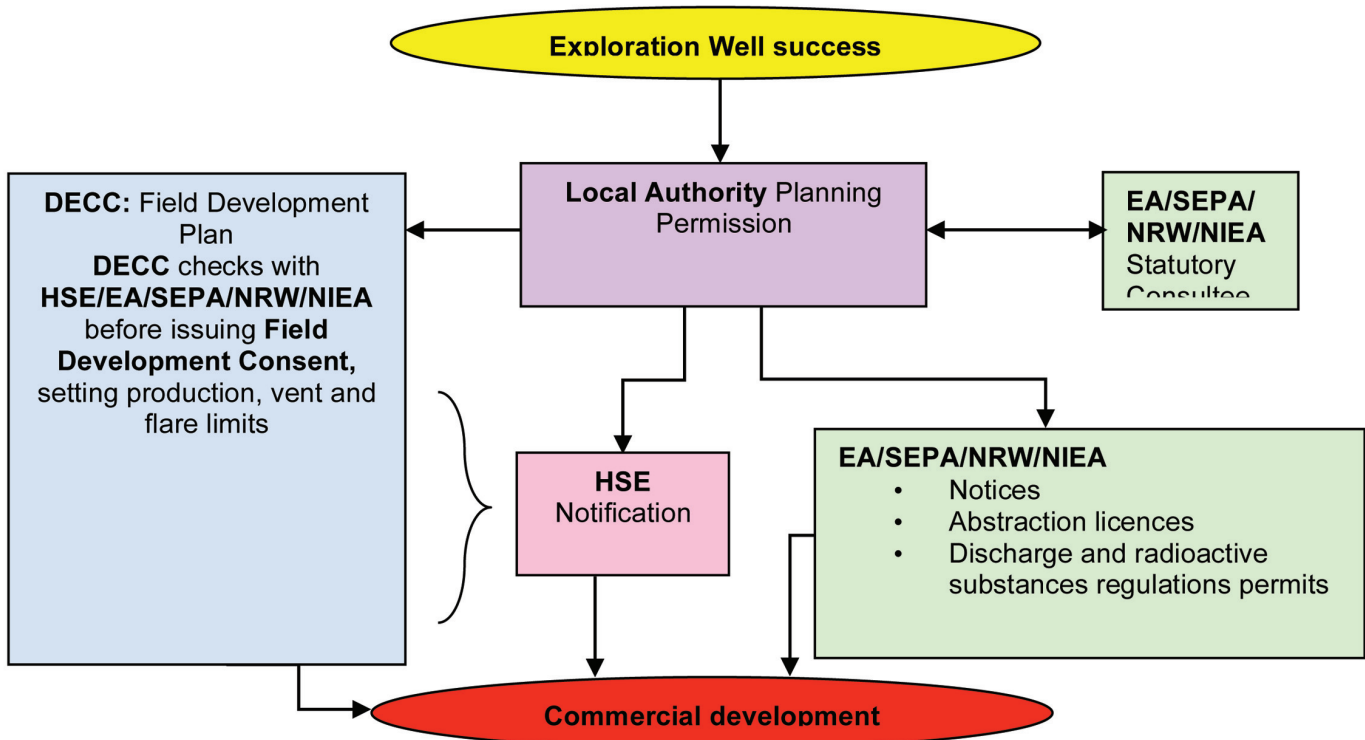 Exploration Well success
Local Authority Planning
Permission
EA/SEPA/
NRW/NIEA
Statutory
Consultee
DECC: Field Development
Plan
DECC checks with
HSE/EA/SEPA/NRW/NIEA
before issuing Field
Development Consent,
setting production, vent and
flare limits
HSE
Notification
EA/SEPA/NRW/NIEA
• Notices
• Abstraction licences
• Discharge and radioactive
substances regulations permits
Commercial development